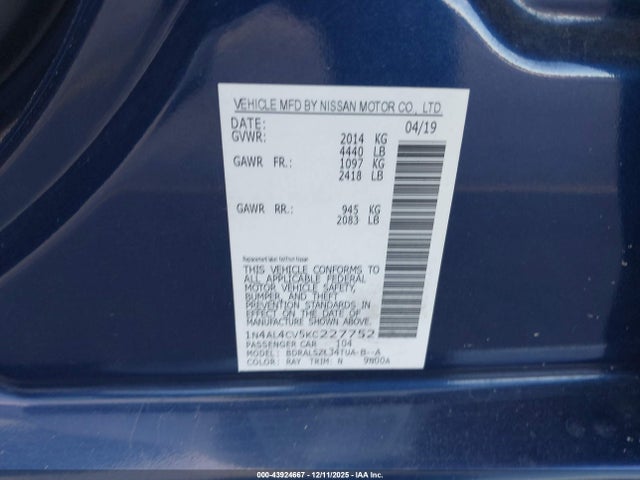 VEHICLE MFD BY NISSAN MOTOR CO., LTD.
DATE: 04/19
GVWR: 2014 KG
4440 LB
GAWR FR.: 1097 KG
2418 LB
GAWR RR.: 945 KG
2083 LB
Replacement label
THIS VEHICLE CONFORMS TO
ALL APPLICABLE FEDERAL
MOTOR VEHICLE SAFETY,
BUMPER, AND THEFT
PREVENTION STANDARDS IN
EFFECT ON THE DATE OF
MANUFACTURE SHOWN ABOVE.
1N4AL4CV5KC227752
PASSENGER CAR 104
MODEL: BDRALSZL34TUA-B--A
COLOR: RAY TRIM: N 9N00A
000-43924667 - 12/11/2025 - IAA Inc.